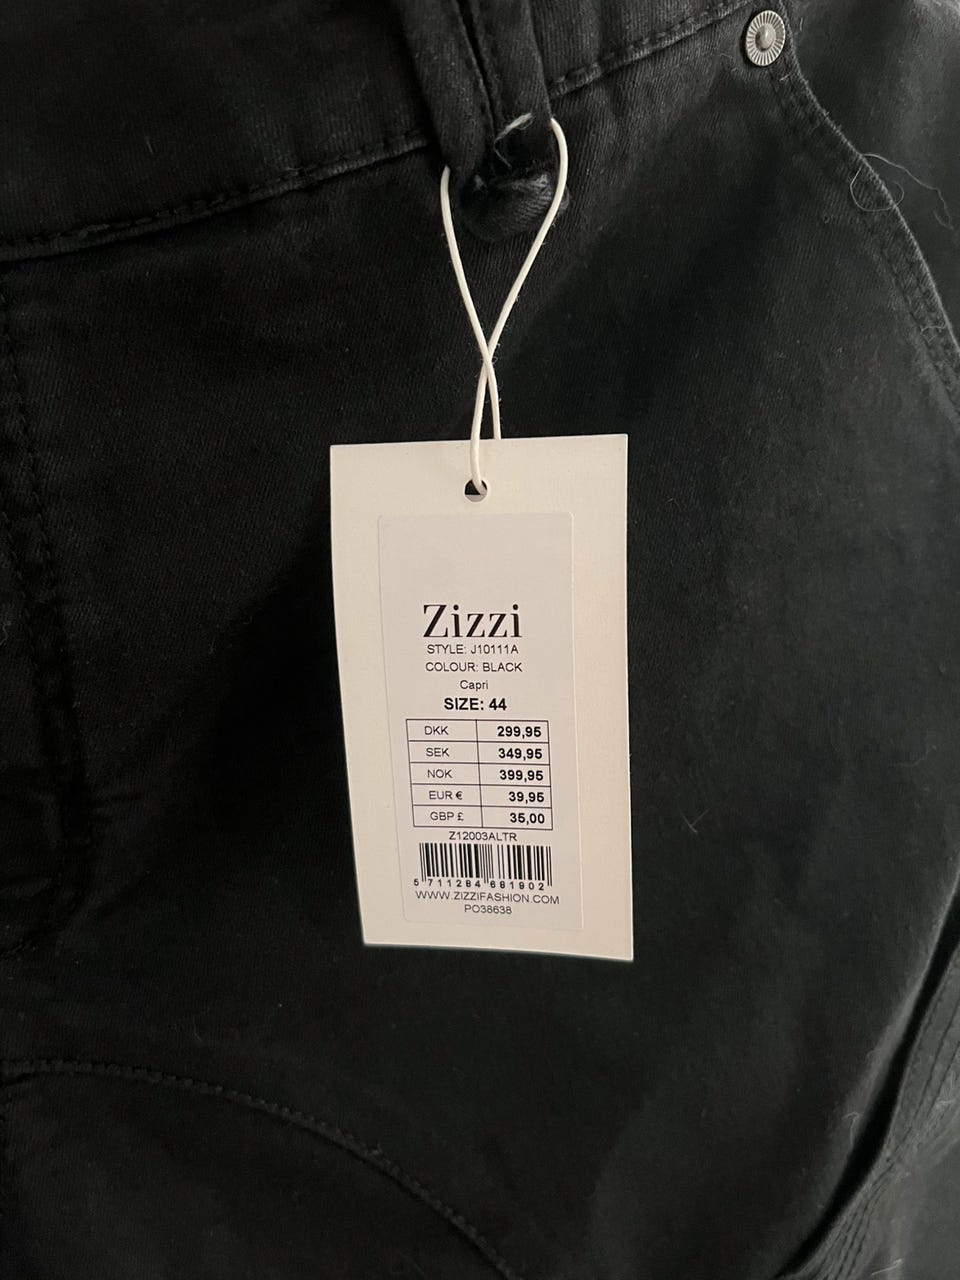 Zizzi
STYLE: J10111A
COLOUR: BLACK
Capri
SIZE: 44
DKK 299,95
SEK 349,95
NOK 399,95
EUR € 39,95
GBP £ 35,00
Z12003ALTR
5 711284 681902
WWW.ZIZZIFASHION.COM
PO38638